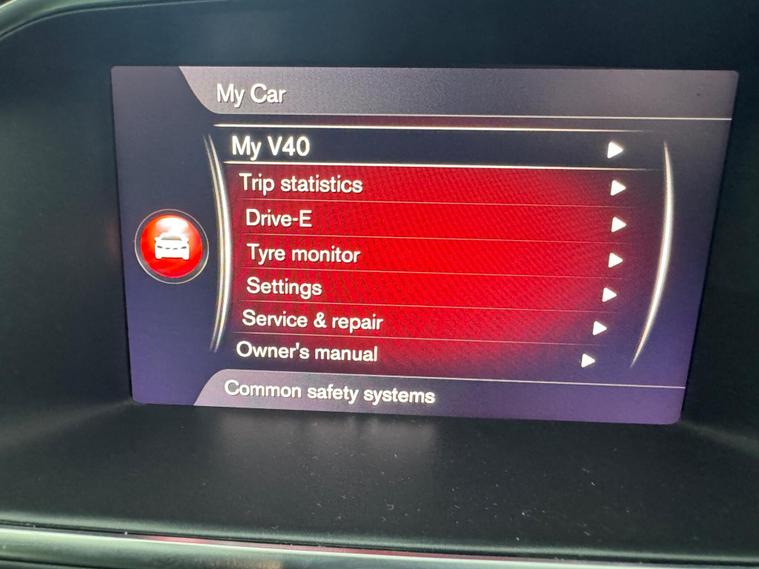 My Car
My V40
Trip statistics
Drive-E
Tyre monitor
Settings
Service & repair
Owner's manual
Common safety systems